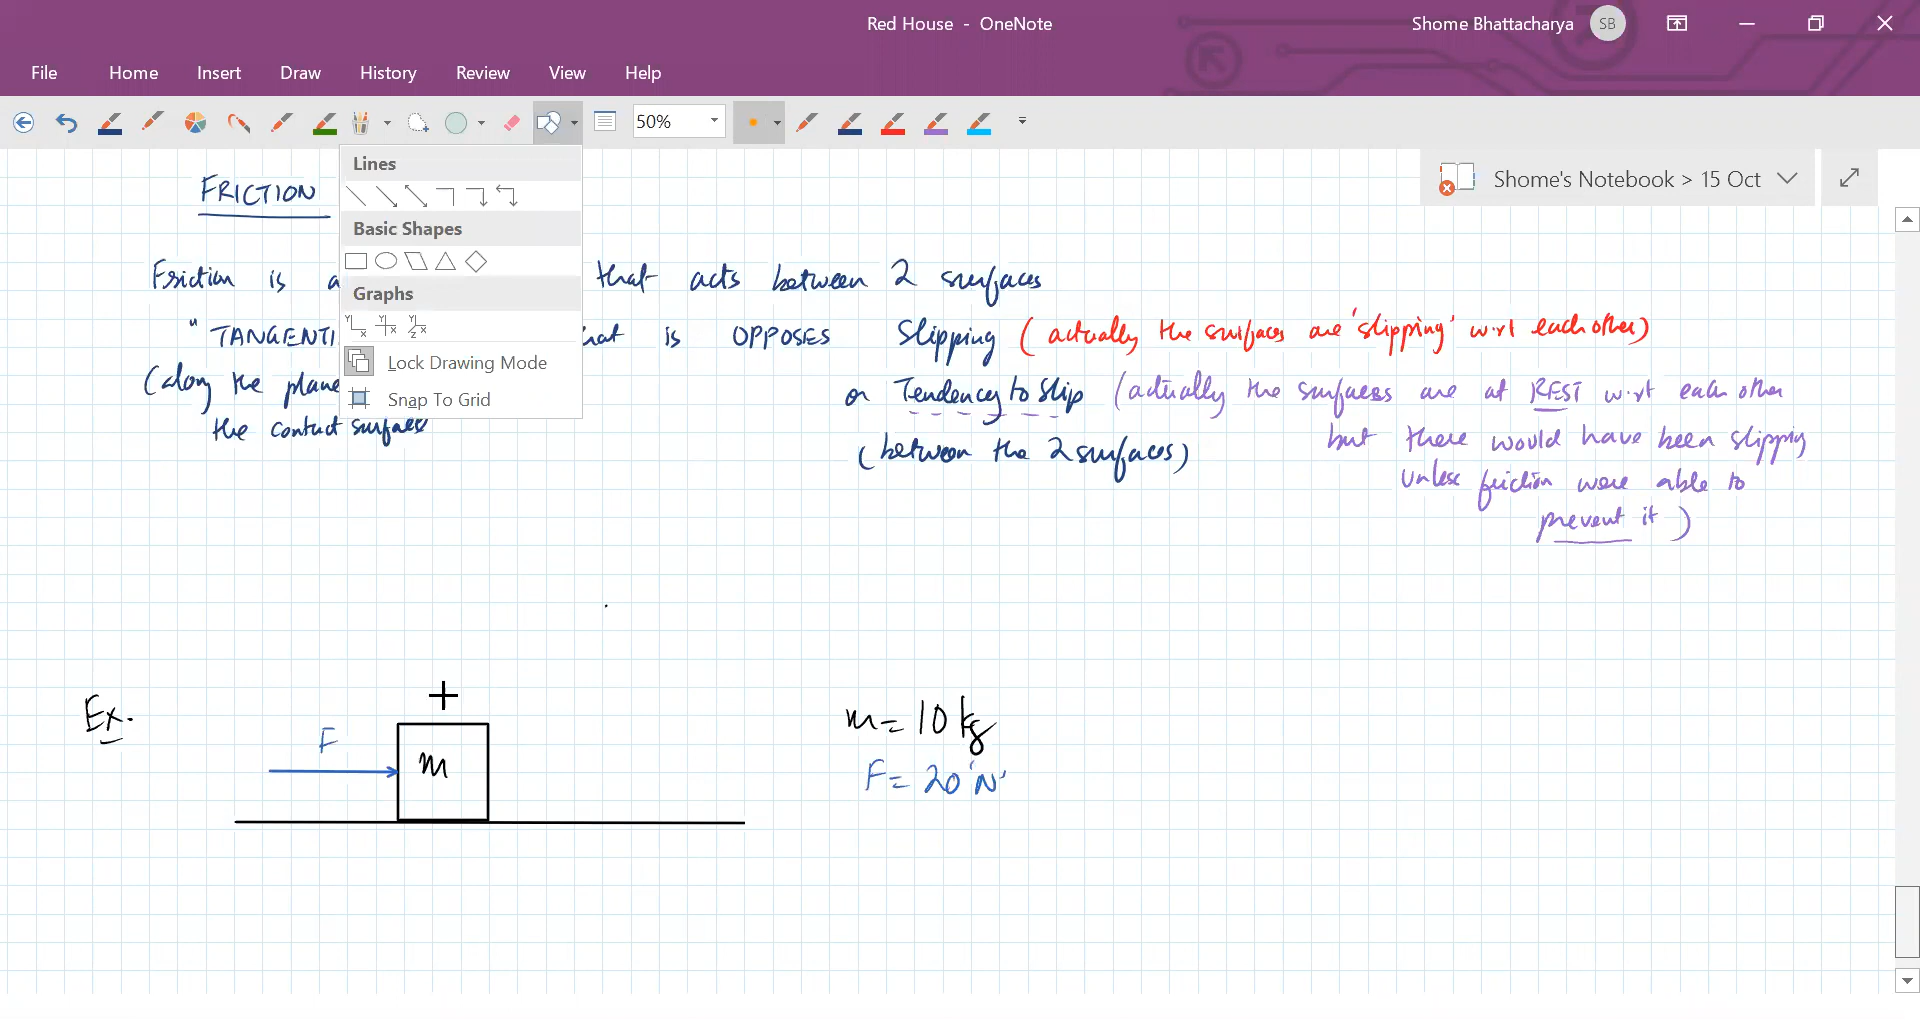 Red House - OneNote
Shome Bhattacharya
SB
File Home Insert Draw History Review View Help
50%
Lines
Basic Shapes
Graphs
Lock Drawing Mode
Snap To Grid
Shome's Notebook > 15 Oct
FRICTION
Friction is a that acts between 2 surfaces
"TANGENTI hat is OPPOSES Slipping (actually the surfaces are 'slipping' w.r.t each other)
(along the plane or Tendency to slip (actually the surfaces are at REST w.r.t each other
the contact surface (between the 2 surfaces) but there would have been slipping
unless friction were able to
prevent it)
Ex.
F
m
m = 10 kg
F = 20 'N'